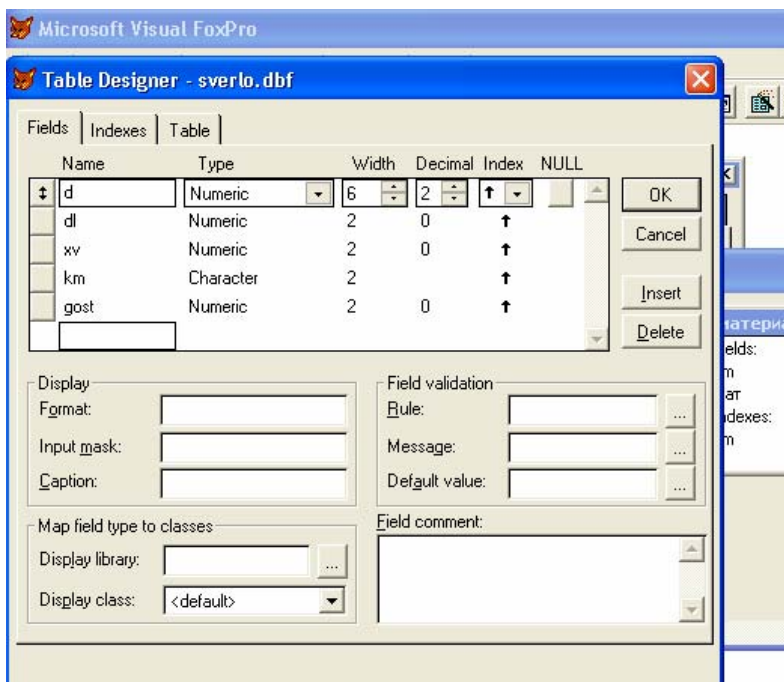 Microsoft Visual FoxPro
Table Designer - sverlo.dbf
Fields Indexes Table
Name Type Width Decimal Index NULL
d Numeric 6 2
dl Numeric 2 0
xv Numeric 2 0
km Character 2
gost Numeric 2 0
OK
Cancel
Insert
Delete
Display
Format:
Input mask:
Caption:
Field validation
Rule: ...
Message: ...
Default value: ...
Map field type to classes
Display library: ...
Display class: <default>
Field comment:
атери
elds:
m
ат
dexes:
m